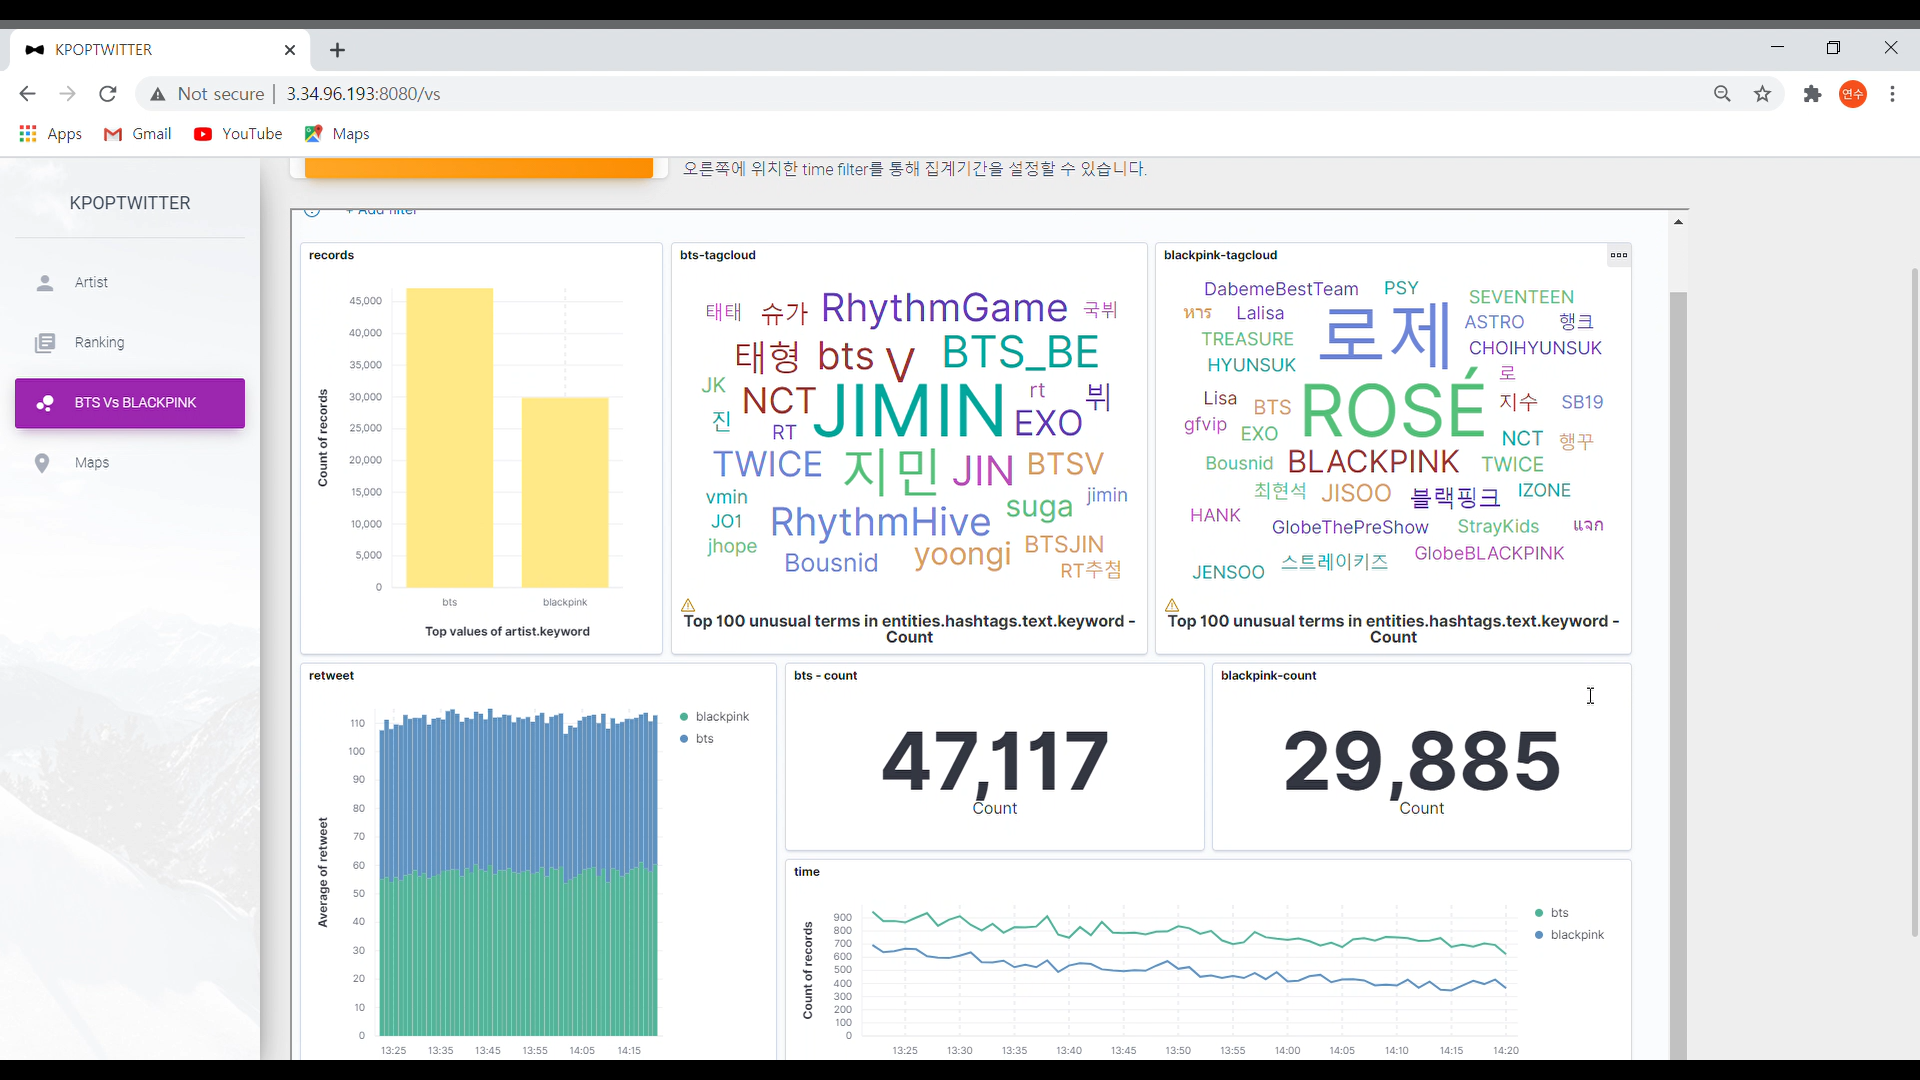 KPOPTWITTER
Not secure | 3.34.96.193:8080/vs
연수
Apps Gmail YouTube Maps
KPOPTWITTER
Artist
Ranking
BTS Vs BLACKPINK
Maps
오른쪽에 위치한 time filter를 통해 집계기간을 설정할 수 있습니다.
+ Add filter
records
45,000
40,000
35,000
30,000
25,000
20,000
15,000
10,000
5,000
0
Count of records
bts blackpink
Top values of artist.keyword
bts-tagcloud
태태 슈가 RhythmGame 국뷔
태형 bts V BTS_BE
JK NCT JIMIN rt 뷔
진 RT EXO
TWICE 지민 JIN BTSV
vmin suga jimin
JO1 RhythmHive
jhope Bousnid yoongi BTSJIN
RT추첨
Top 100 unusual terms in entities.hashtags.text.keyword -
Count
blackpink-tagcloud
DabemeBestTeam PSY SEVENTEEN
หาร Lalisa 로제 ASTRO 행크
TREASURE CHOIHYUNSUK
HYUNSUK 로
Lisa BTS ROSÉ 지수 SB19
gfvip EXO NCT 행꾸
Bousnid BLACKPINK TWICE
최현석 JISOO 블랙핑크 IZONE
HANK GlobeThePreShow StrayKids แจก
JENSOO 스트레이키즈 GlobeBLACKPINK
Top 100 unusual terms in entities.hashtags.text.keyword -
Count
retweet
110
100
90
80
70
60
50
40
30
20
10
0
Average of retweet
13:25 13:35 13:45 13:55 14:05 14:15
blackpink
bts
bts - count
47,117
Count
blackpink-count
29,885
Count
time
900
800
700
600
500
400
300
200
100
0
Count of records
13:25 13:30 13:35 13:40 13:45 13:50 13:55 14:00 14:05 14:10 14:15 14:20
bts
blackpink